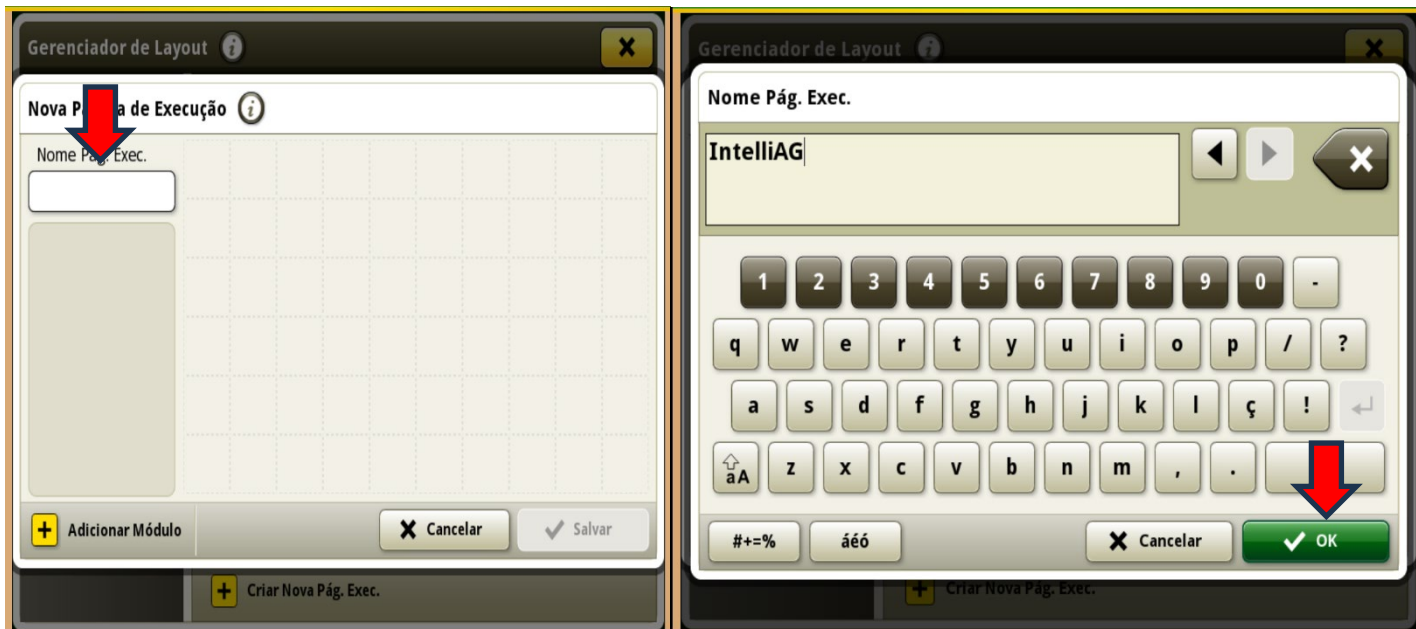 Gerenciador de Layout
Nova P a de Execução
Nome Pág. Exec.
Adicionar Módulo
Cancelar
Salvar
Criar Nova Pág. Exec.
Gerenciador de Layout
Nome Pág. Exec.
IntelliAG
1 2 3 4 5 6 7 8 9 0 -
q w e r t y u i o p / ?
a s d f g h j k l ç !
aA z x c v b n m , .
#+=% áéó Cancelar OK
Criar Nova Pág. Exec.